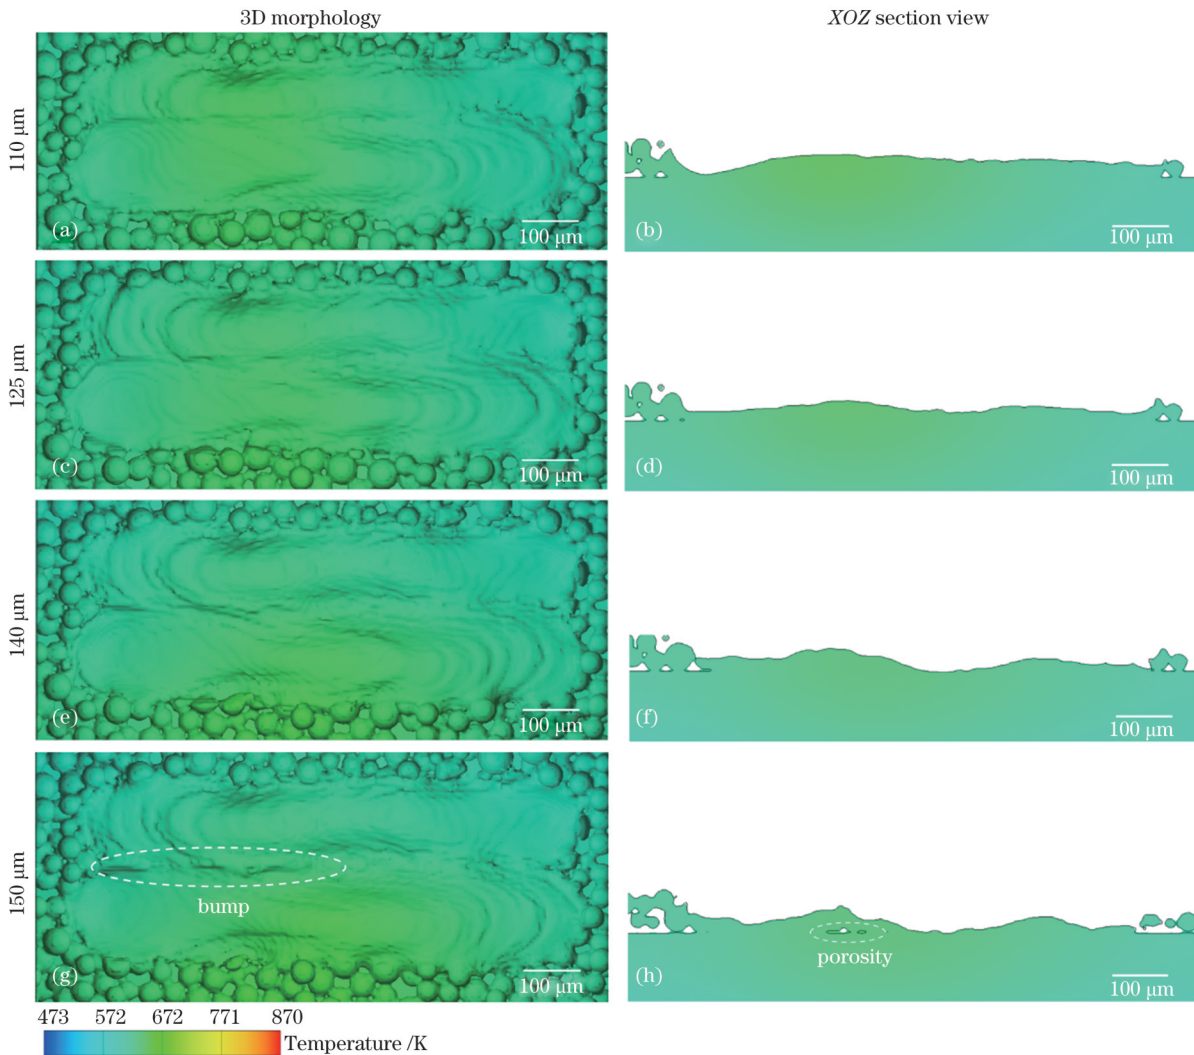 3D morphology
XOZ section view
110 μm
(a)
100 μm
(b)
100 μm
125 μm
(c)
100 μm
(d)
100 μm
140 μm
(e)
100 μm
(f)
100 μm
150 μm
bump
(g)
100 μm
porosity
(h)
100 μm
473 572 672 771 870
Temperature /K